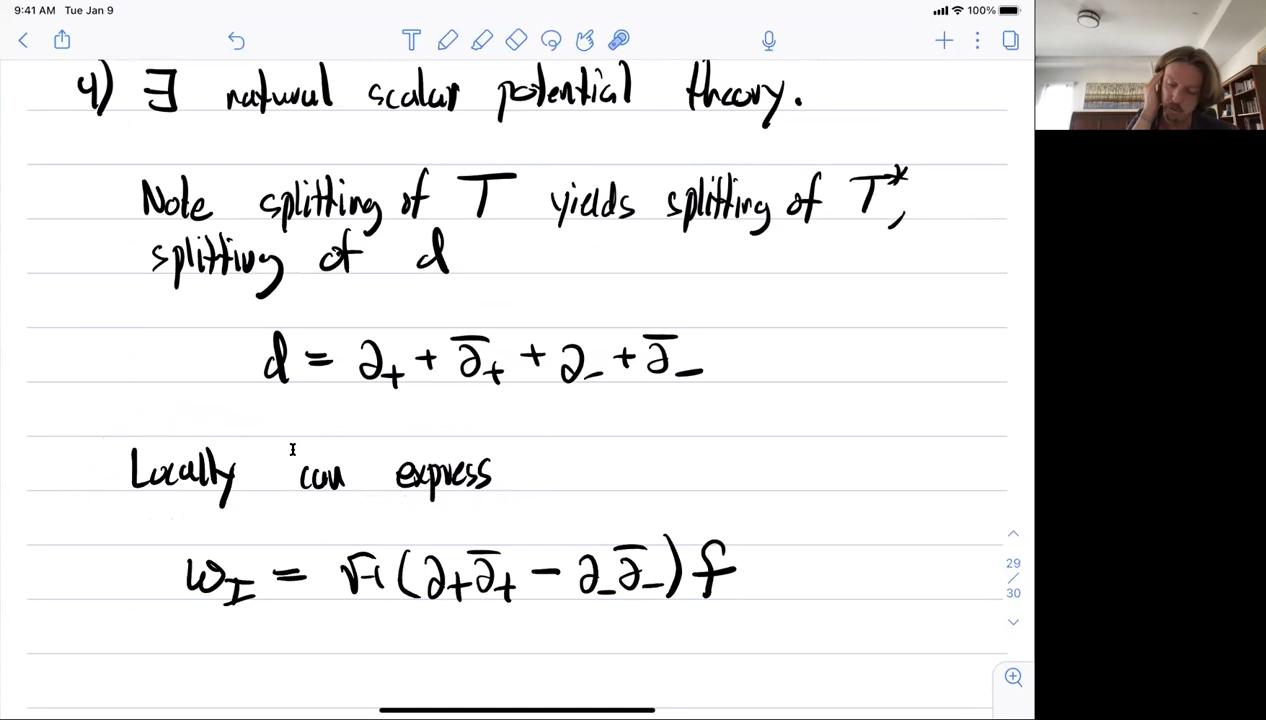 9:41 AM Tue Jan 9
100%
4) ∃ natural scalar potential theory.
Note splitting of T yields splitting of T*,
splitting of d
d = ∂₊ + ∂̄₊ + ∂₋ + ∂̄₋
Locally can express
ω_I = √-1 (∂₊∂̄₊ − ∂₋∂̄₋) f
29
/
30